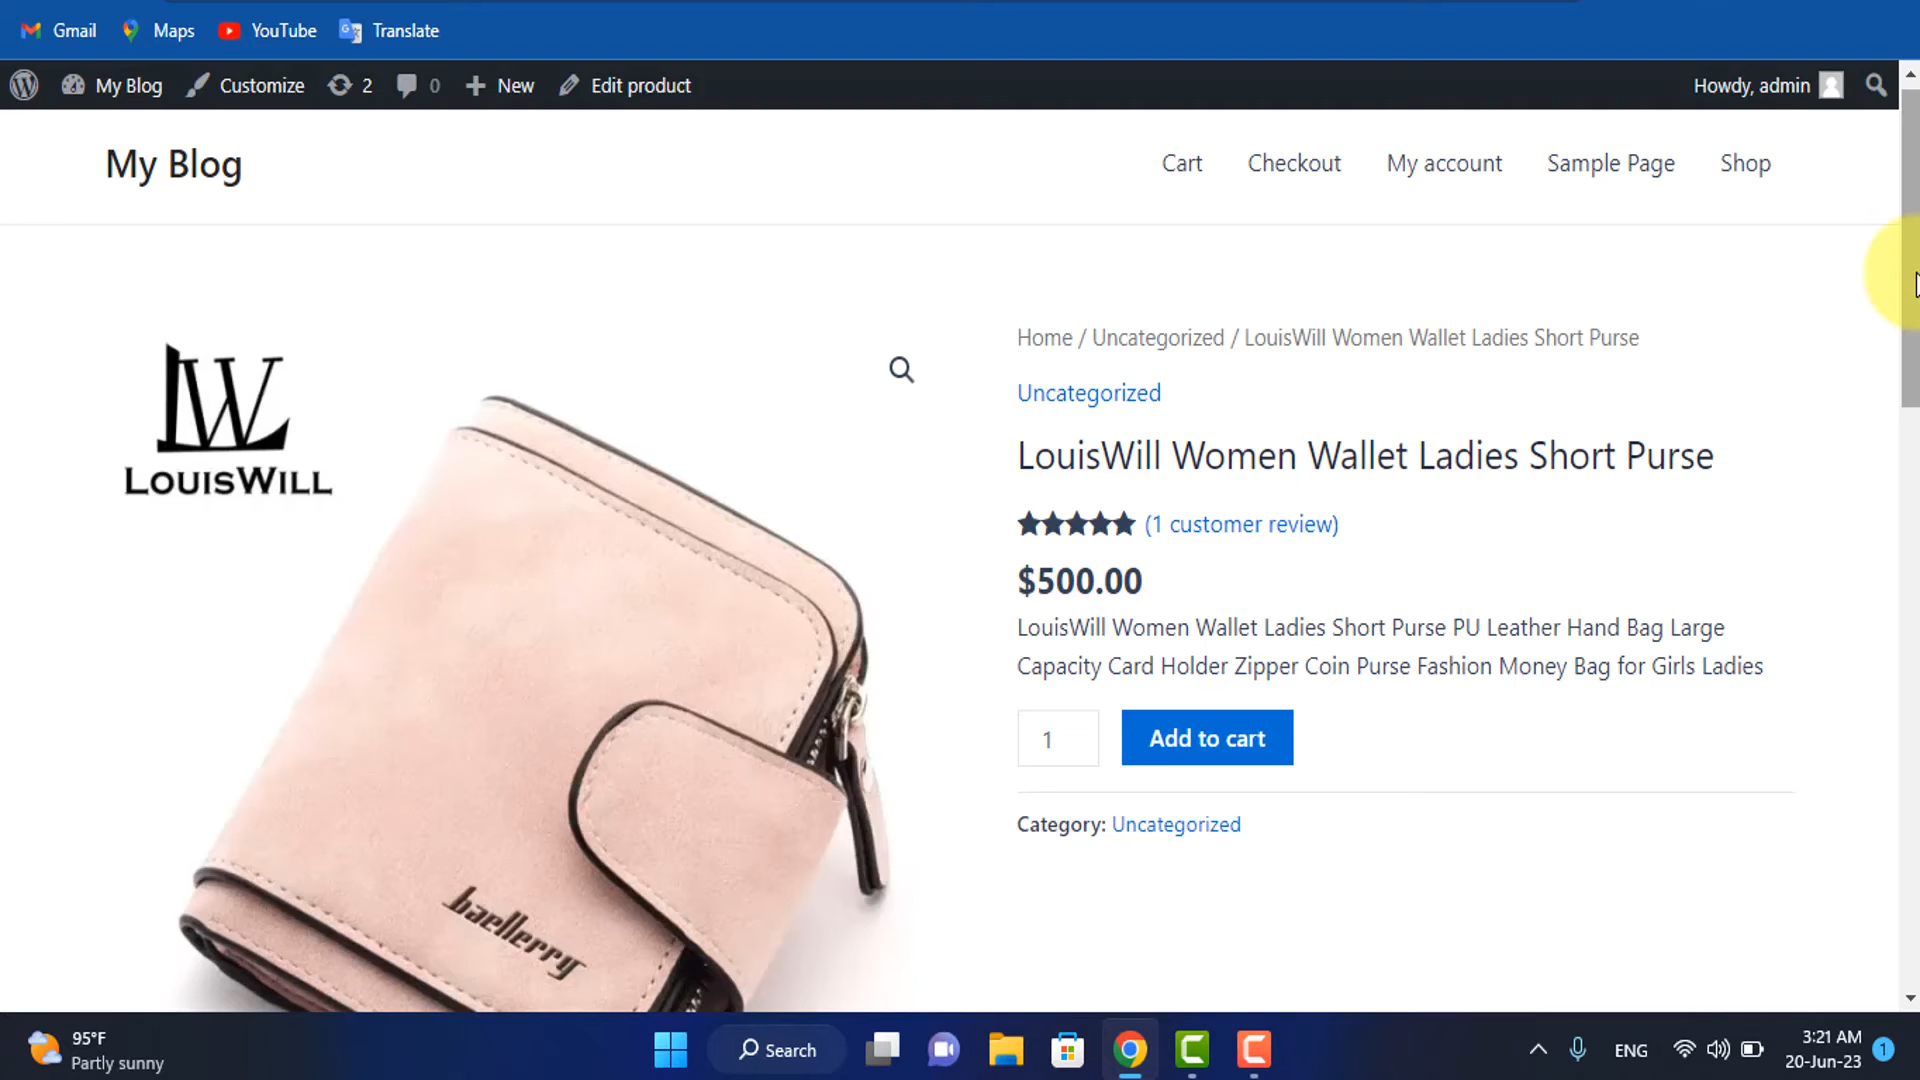 Gmail Maps YouTube Translate
My Blog Customize 2 0 New Edit product Howdy, admin
My Blog Cart Checkout My account Sample Page Shop
Home / Uncategorized / LouisWill Women Wallet Ladies Short Purse
LW
LOUISWILL
Uncategorized
LouisWill Women Wallet Ladies Short Purse
(1 customer review)
$500.00
LouisWill Women Wallet Ladies Short Purse PU Leather Hand Bag Large
Capacity Card Holder Zipper Coin Purse Fashion Money Bag for Girls Ladies
1 Add to cart
Category: Uncategorized
baellerry
95°F
Partly sunny
Search
ENG
3:21 AM
20-Jun-23
1